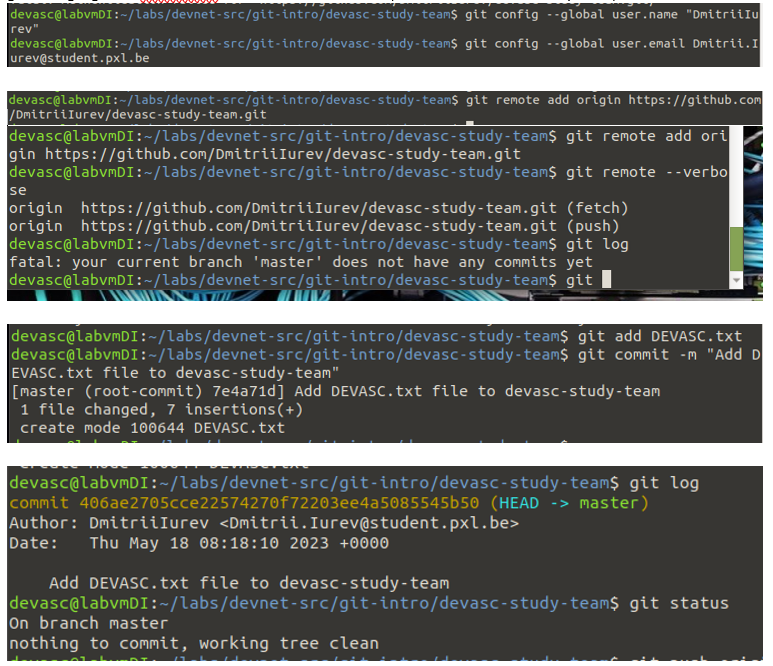 devasc@labvmDI:~/labs/devnet-src/git-intro/devasc-study-team$ git config --global user.name "DmitriiIu
rev"
devasc@labvmDI:~/labs/devnet-src/git-intro/devasc-study-team$ git config --global user.email Dmitrii.I
urev@student.pxl.be
devasc@labvmDI:~/labs/devnet-src/git-intro/devasc-study-team$ git remote add origin https://github.com
/DmitriiIurev/devasc-study-team.git
devasc@labvmDI:~/labs/devnet-src/git-intro/devasc-study-team$ git remote add ori
gin https://github.com/DmitriiIurev/devasc-study-team.git
devasc@labvmDI:~/labs/devnet-src/git-intro/devasc-study-team$ git remote --verbo
se
origin  https://github.com/DmitriiIurev/devasc-study-team.git (fetch)
origin  https://github.com/DmitriiIurev/devasc-study-team.git (push)
devasc@labvmDI:~/labs/devnet-src/git-intro/devasc-study-team$ git log
fatal: your current branch 'master' does not have any commits yet
devasc@labvmDI:~/labs/devnet-src/git-intro/devasc-study-team$ git
devasc@labvmDI:~/labs/devnet-src/git-intro/devasc-study-team$ git add DEVASC.txt
devasc@labvmDI:~/labs/devnet-src/git-intro/devasc-study-team$ git commit -m "Add D
EVASC.txt file to devasc-study-team"
[master (root-commit) 7e4a71d] Add DEVASC.txt file to devasc-study-team
 1 file changed, 7 insertions(+)
 create mode 100644 DEVASC.txt
devasc@labvmDI:~/labs/devnet-src/git-intro/devasc-study-team$ git log
commit 406ae2705cce22574270f72203ee4a5085545b50 (HEAD -> master)
Author: DmitriiIurev <Dmitrii.Iurev@student.pxl.be>
Date:   Thu May 18 08:18:10 2023 +0000
    Add DEVASC.txt file to devasc-study-team
devasc@labvmDI:~/labs/devnet-src/git-intro/devasc-study-team$ git status
On branch master
nothing to commit, working tree clean